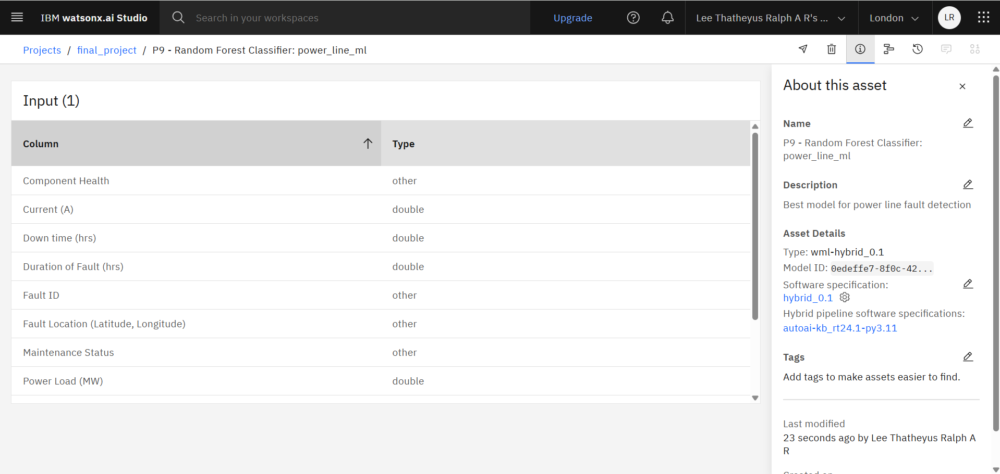 IBM watsonx.ai Studio
Search in your workspaces
Upgrade
Lee Thatheyus Ralph A R's ...
London
LR
Projects / final_project / P9 - Random Forest Classifier: power_line_ml
Input (1)
Column Type
Component Health other
Current (A) double
Down time (hrs) double
Duration of Fault (hrs) double
Fault ID other
Fault Location (Latitude, Longitude) other
Maintenance Status other
Power Load (MW) double
About this asset
Name
P9 - Random Forest Classifier:
power_line_ml
Description
Best model for power line fault detection
Asset Details
Type: wml-hybrid_0.1
Model ID: 0edeffe7-8f0c-42...
Software specification:
hybrid_0.1
Hybrid pipeline software specifications:
autoai-kb_rt24.1-py3.11
Tags
Add tags to make assets easier to find.
Last modified
23 seconds ago by Lee Thatheyus Ralph A
R